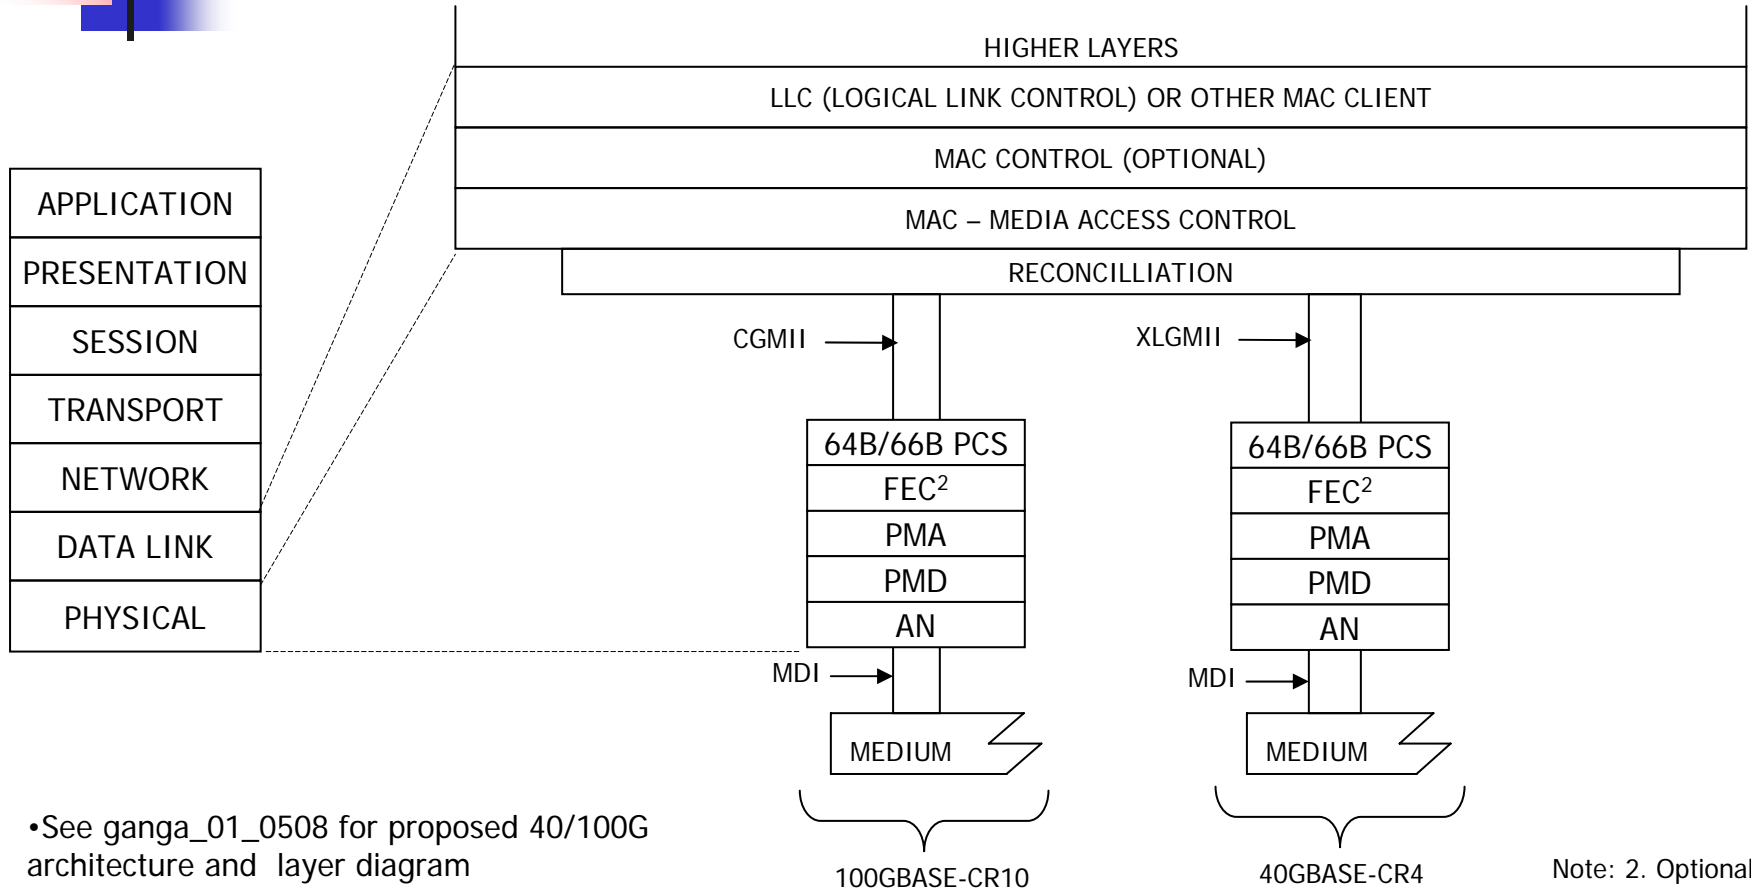 HIGHER LAYERS
LLC (LOGICAL LINK CONTROL) OR OTHER MAC CLIENT
MAC CONTROL (OPTIONAL)
MAC – MEDIA ACCESS CONTROL
RECONCILLIATION
APPLICATION
PRESENTATION
SESSION
TRANSPORT
NETWORK
DATA LINK
PHYSICAL
CGMII
64B/66B PCS
FEC²
PMA
PMD
AN
MDI
MEDIUM
100GBASE-CR10
XLGMII
64B/66B PCS
FEC²
PMA
PMD
AN
MDI
MEDIUM
40GBASE-CR4
•See ganga_01_0508 for proposed 40/100G
architecture and layer diagram
Note: 2. Optional